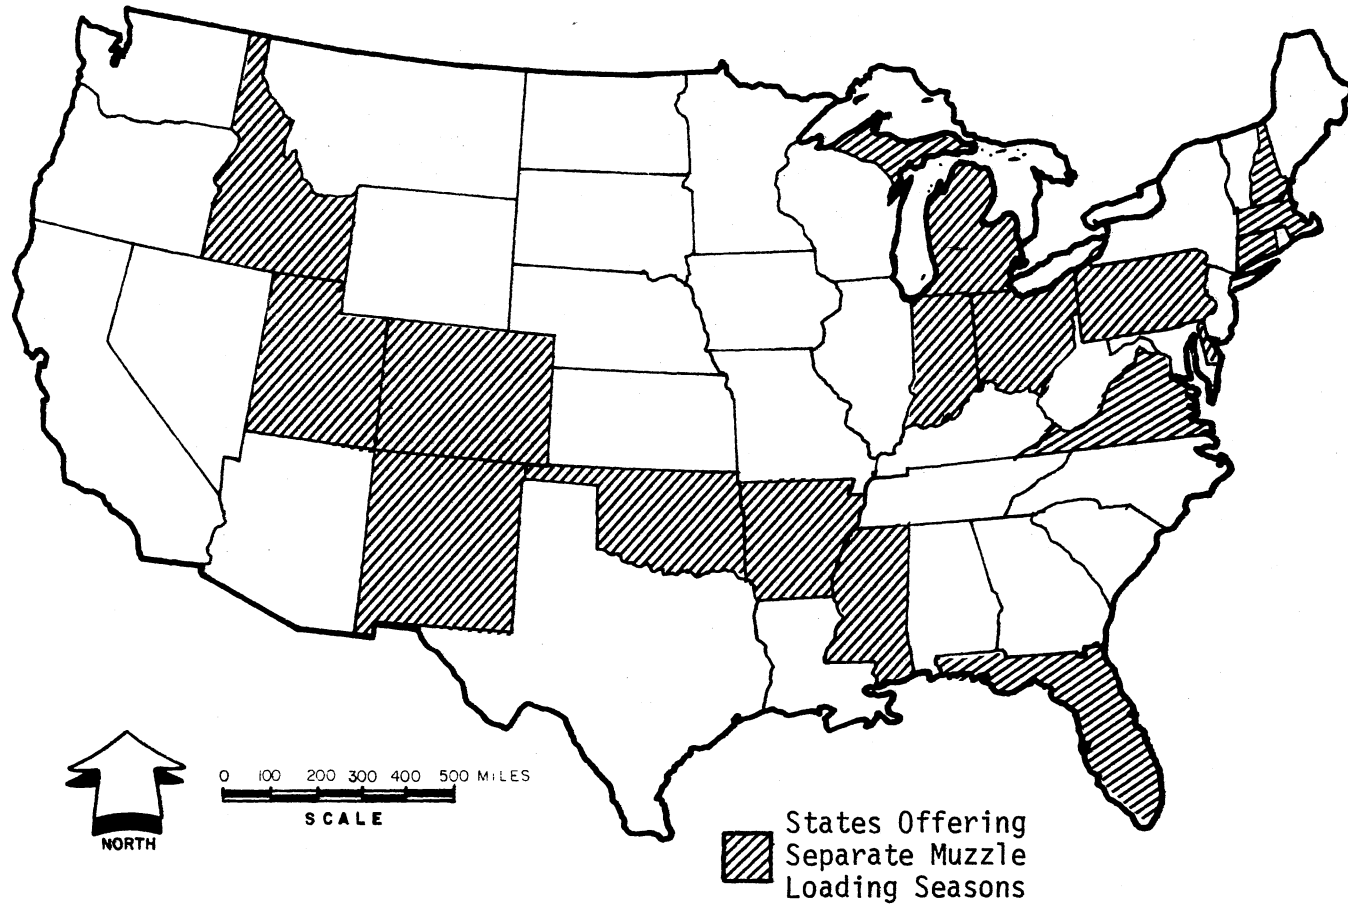 0 100 200 300 400 500 MILES
SCALE
NORTH
States Offering
Separate Muzzle
Loading Seasons